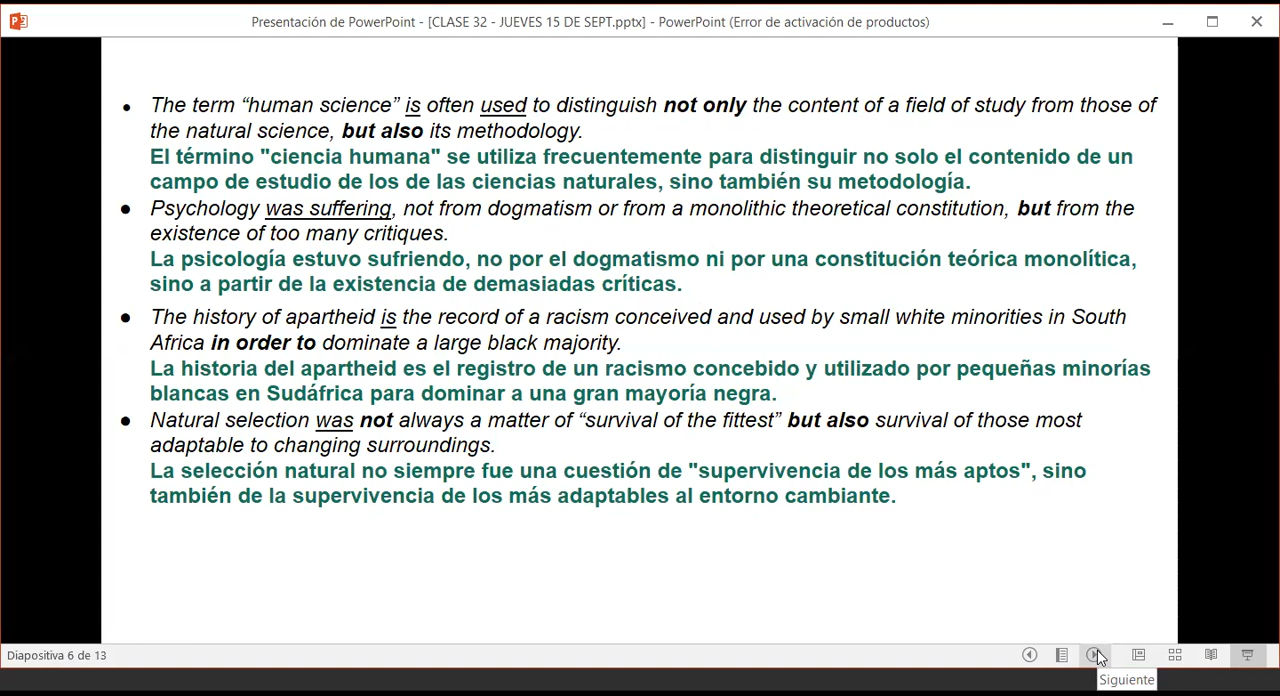 Presentación de PowerPoint - [CLASE 32 - JUEVES 15 DE SEPT.pptx] - PowerPoint (Error de activación de productos)
• The term “human science” is often used to distinguish not only the content of a field of study from those of
the natural science, but also its methodology.
El término "ciencia humana" se utiliza frecuentemente para distinguir no solo el contenido de un
campo de estudio de los de las ciencias naturales, sino también su metodología.
• Psychology was suffering, not from dogmatism or from a monolithic theoretical constitution, but from the
existence of too many critiques.
La psicología estuvo sufriendo, no por el dogmatismo ni por una constitución teórica monolítica,
sino a partir de la existencia de demasiadas críticas.
• The history of apartheid is the record of a racism conceived and used by small white minorities in South
Africa in order to dominate a large black majority.
La historia del apartheid es el registro de un racismo concebido y utilizado por pequeñas minorías
blancas en Sudáfrica para dominar a una gran mayoría negra.
• Natural selection was not always a matter of “survival of the fittest” but also survival of those most
adaptable to changing surroundings.
La selección natural no siempre fue una cuestión de "supervivencia de los más aptos", sino
también de la supervivencia de los más adaptables al entorno cambiante.
Diapositiva 6 de 13
Siguiente